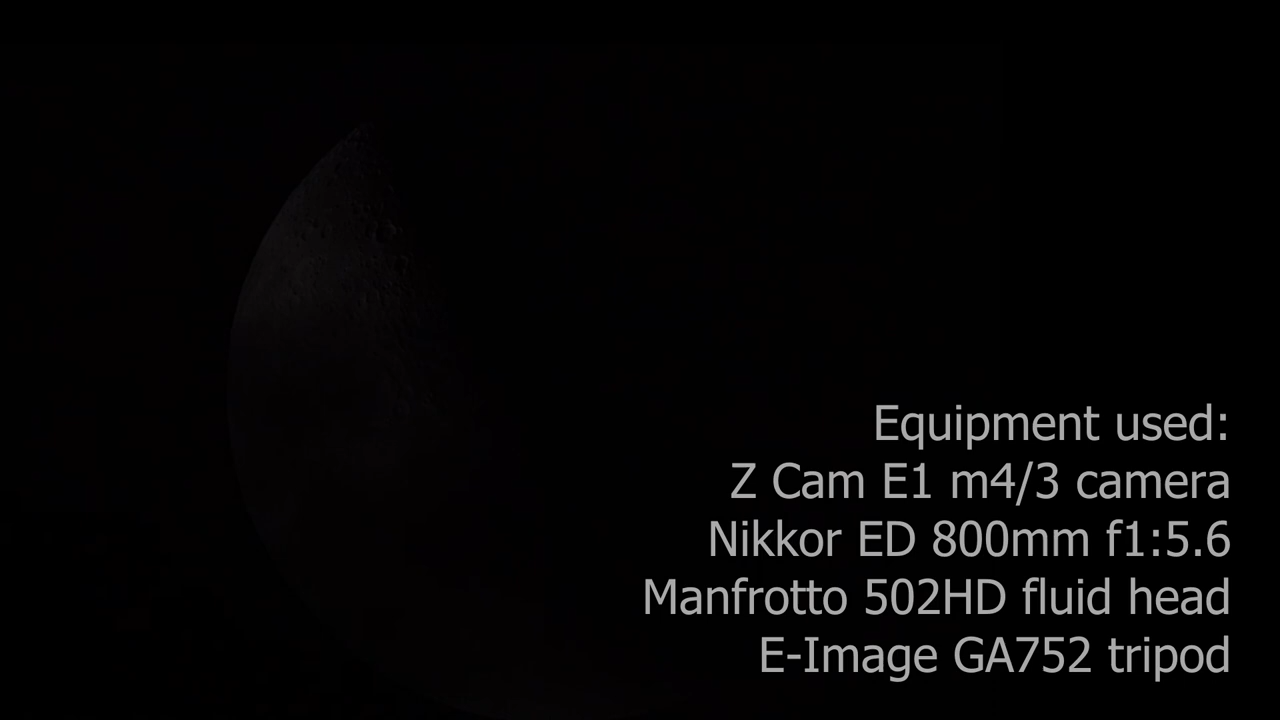 Equipment used:
Z Cam E1 m4/3 camera
Nikkor ED 800mm f1:5.6
Manfrotto 502HD fluid head
E-Image GA752 tripod